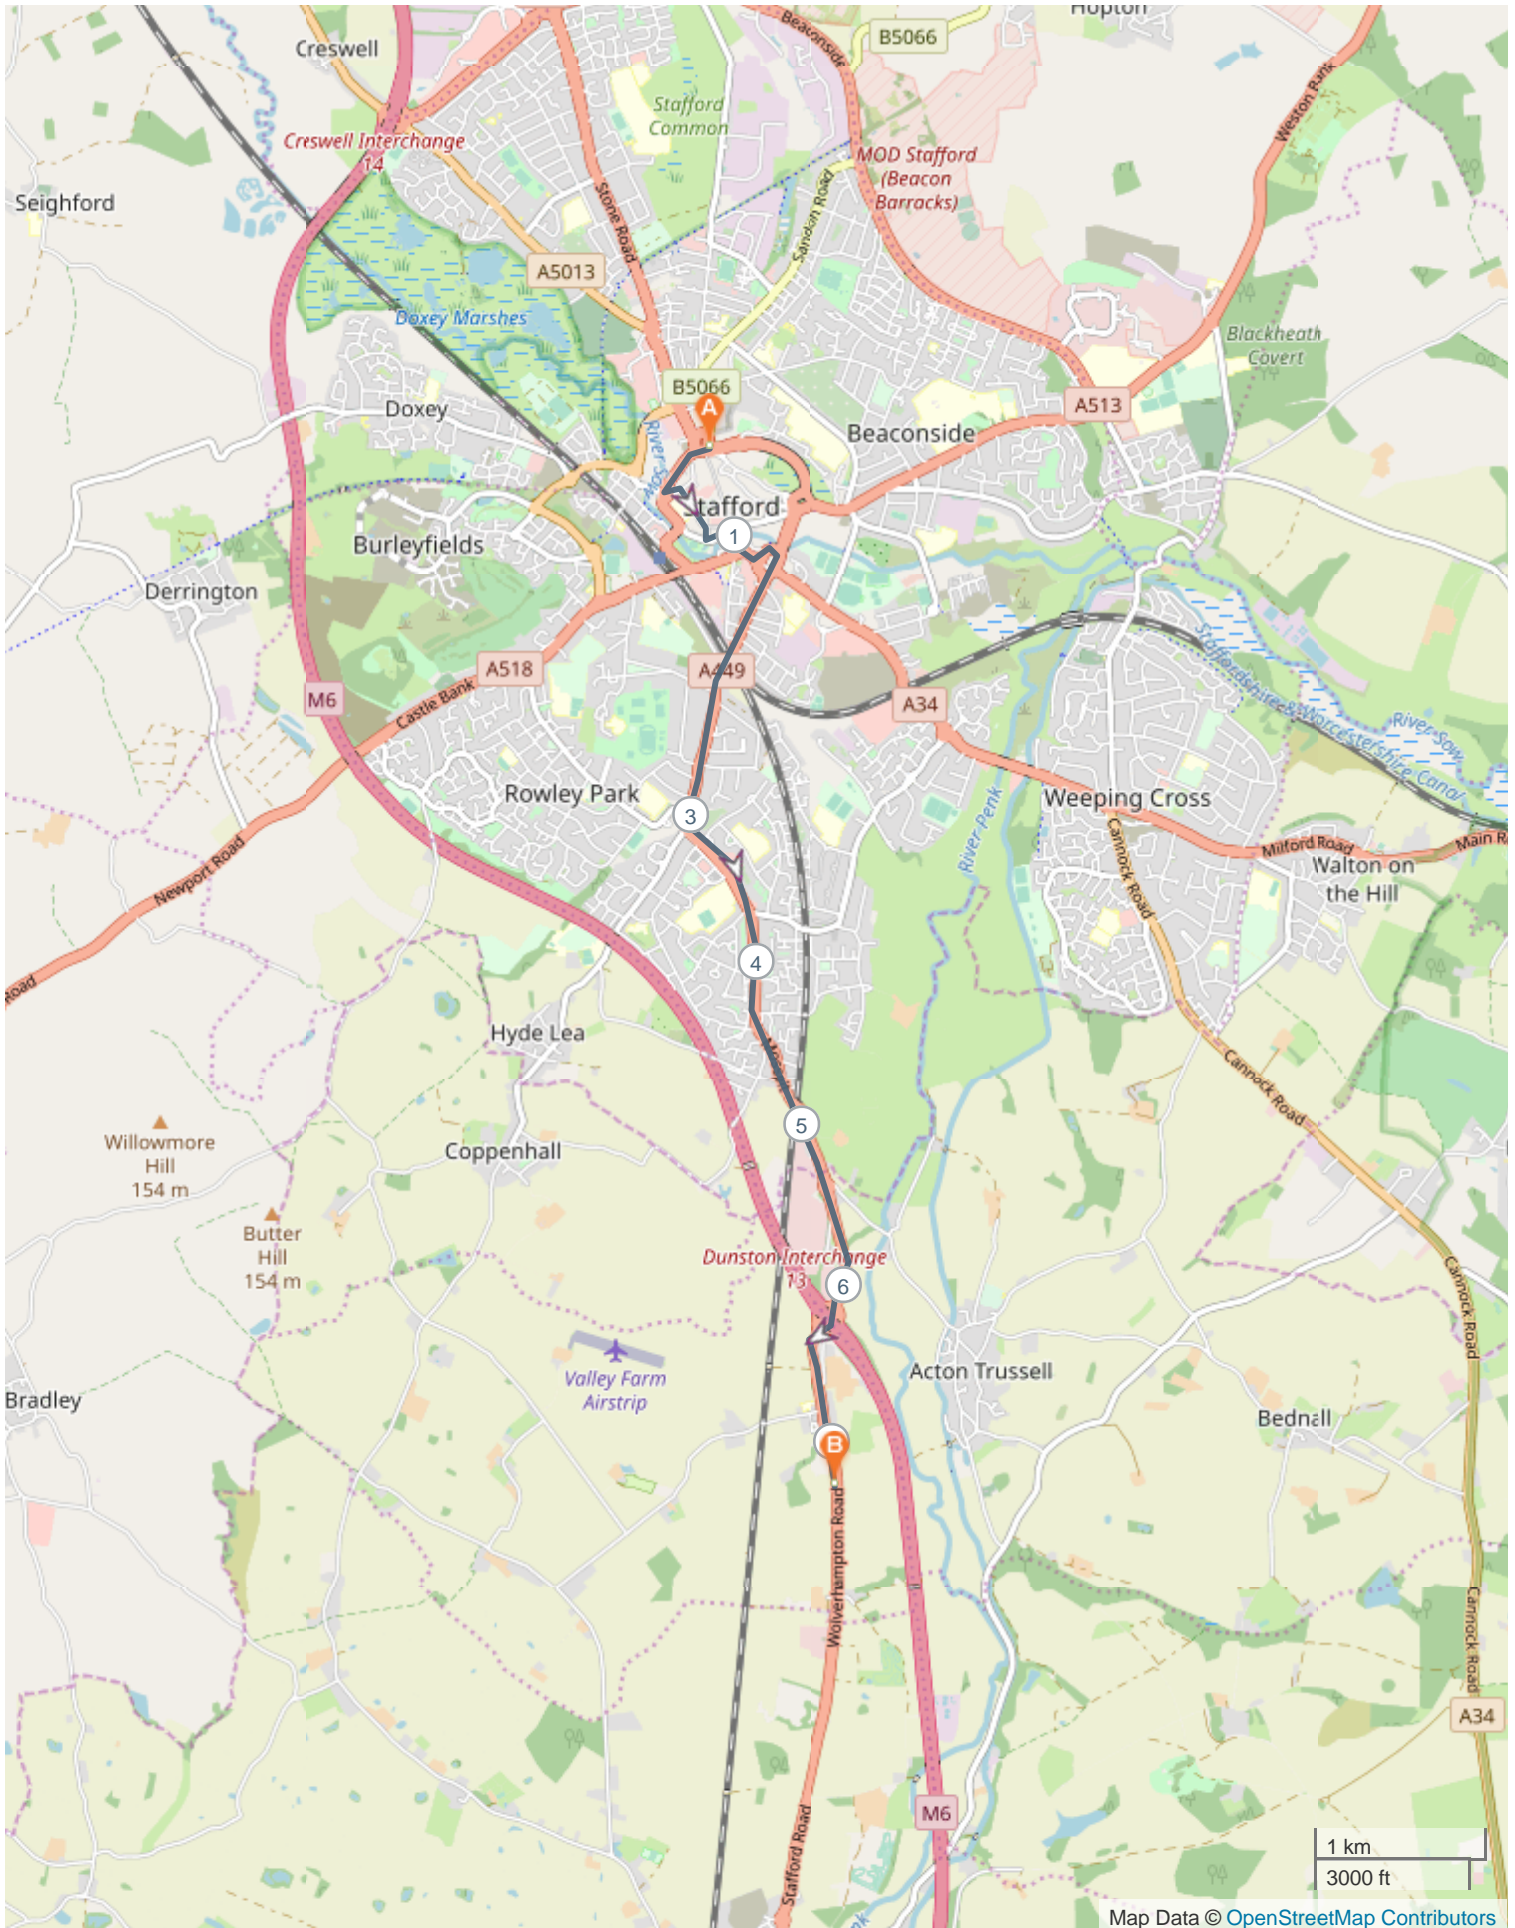 Creswell
Hopton
B5066
Beaconside
Stafford
Common
Creswell Interchange
14
Weston Bank
MOD Stafford
(Beacon
Barracks)
Seighford
Stone Road
Sandon Road
A5013
Doxey Marshes
Blackheath
Covert
B5066
A
Doxey
A513
Beaconside
River Sow
Stafford
1
Burleyfields
Derrington
A518
A449
M6
Castle Bank
A34
Staffordshire & Worcestershire Canal
River Sow
Rowley Park
3
Weeping Cross
River Penk
Newport Road
Cannock Road
Milford Road
Main R
Walton on
the Hill
4
Road
Hyde Lea
Cannock Road
5
Willowmore
Hill
154 m
Coppenhall
Butter
Hill
154 m
Dunston Interchange
13
6
Cannock Road
Valley Farm
Airstrip
Acton Trussell
Bradley
Bednall
B
Wolverhampton Road
Cannock Road
A34
M6
Stafford Road
1 km
3000 ft
Map Data © OpenStreetMap Contributors